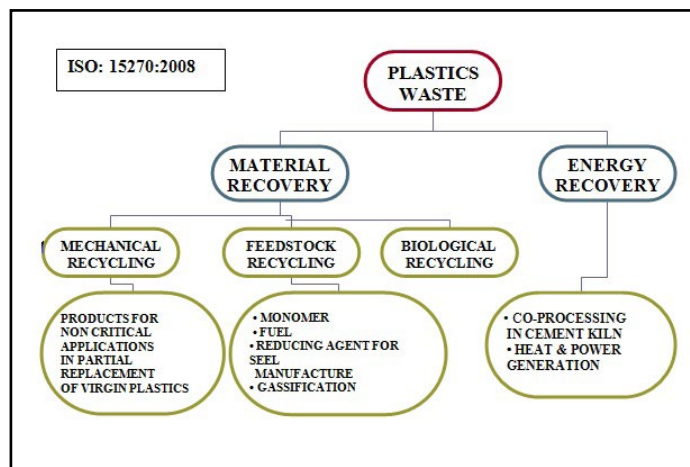 ISO: 15270:2008
PLASTICS
WASTE
MATERIAL
RECOVERY
ENERGY
RECOVERY
MECHANICAL
RECYCLING
FEEDSTOCK
RECYCLING
BIOLOGICAL
RECYCLING
PRODUCTS FOR
NON CRITICAL
APPLICATIONS
IN PARTIAL
REPLACEMENT
OF VIRGIN PLASTICS
• MONOMER
• FUEL
• REDUCING AGENT FOR
SEEL
MANUFACTURE
• GASSIFICATION
• CO-PROCESSING
IN CEMENT KILN
• HEAT & POWER
GENERATION